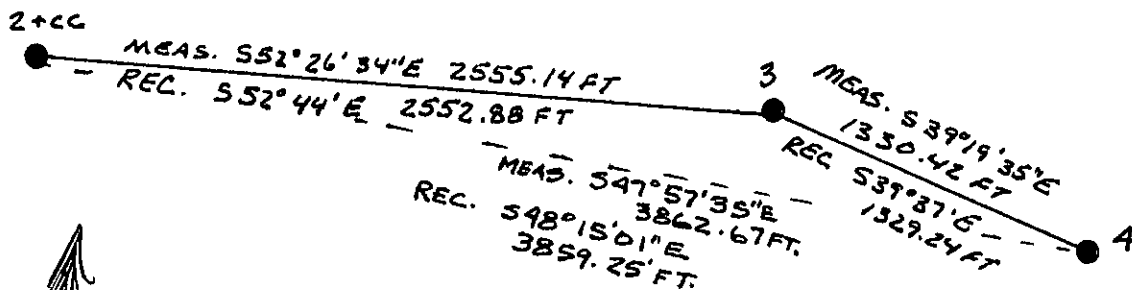 2+CC
MEAS. S52°26'34"E 2555.14 FT
REC. S52°44'E 2552.88 FT
3
MEAS. S39°19'35"E
1330.42 FT
REC S39°37'E
1329.24 FT
4
MEAS. S47°57'35"E
3862.67 FT.
REC. S48°15'01"E
3859.25' FT.